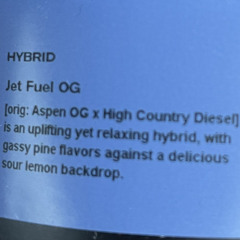 HYBRID
Jet Fuel OG
[orig: Aspen OG x High Country Diesel]
is an uplifting yet relaxing hybrid, with
gassy pine flavors against a delicious
sour lemon backdrop.